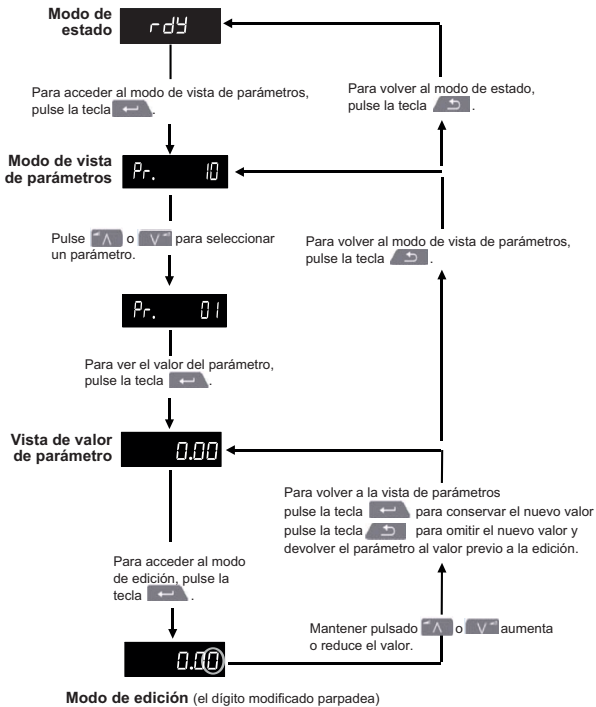 Modo de
estado
rdy
Para acceder al modo de vista de parámetros,
pulse la tecla .
Para volver al modo de estado,
pulse la tecla .
Modo de vista
de parámetros
Pr. 10
Pulse o para seleccionar
un parámetro.
Para volver al modo de vista de parámetros,
pulse la tecla .
Pr. 01
Para ver el valor del parámetro,
pulse la tecla .
Vista de valor
de parámetro
0.00
Para volver a la vista de parámetros
pulse la tecla para conservar el nuevo valor
pulse la tecla para omitir el nuevo valor y
devolver el parámetro al valor previo a la edición.
Para acceder al modo
de edición, pulse la
tecla .
Mantener pulsado o aumenta
o reduce el valor.
0.00
Modo de edición (el dígito modificado parpadea)